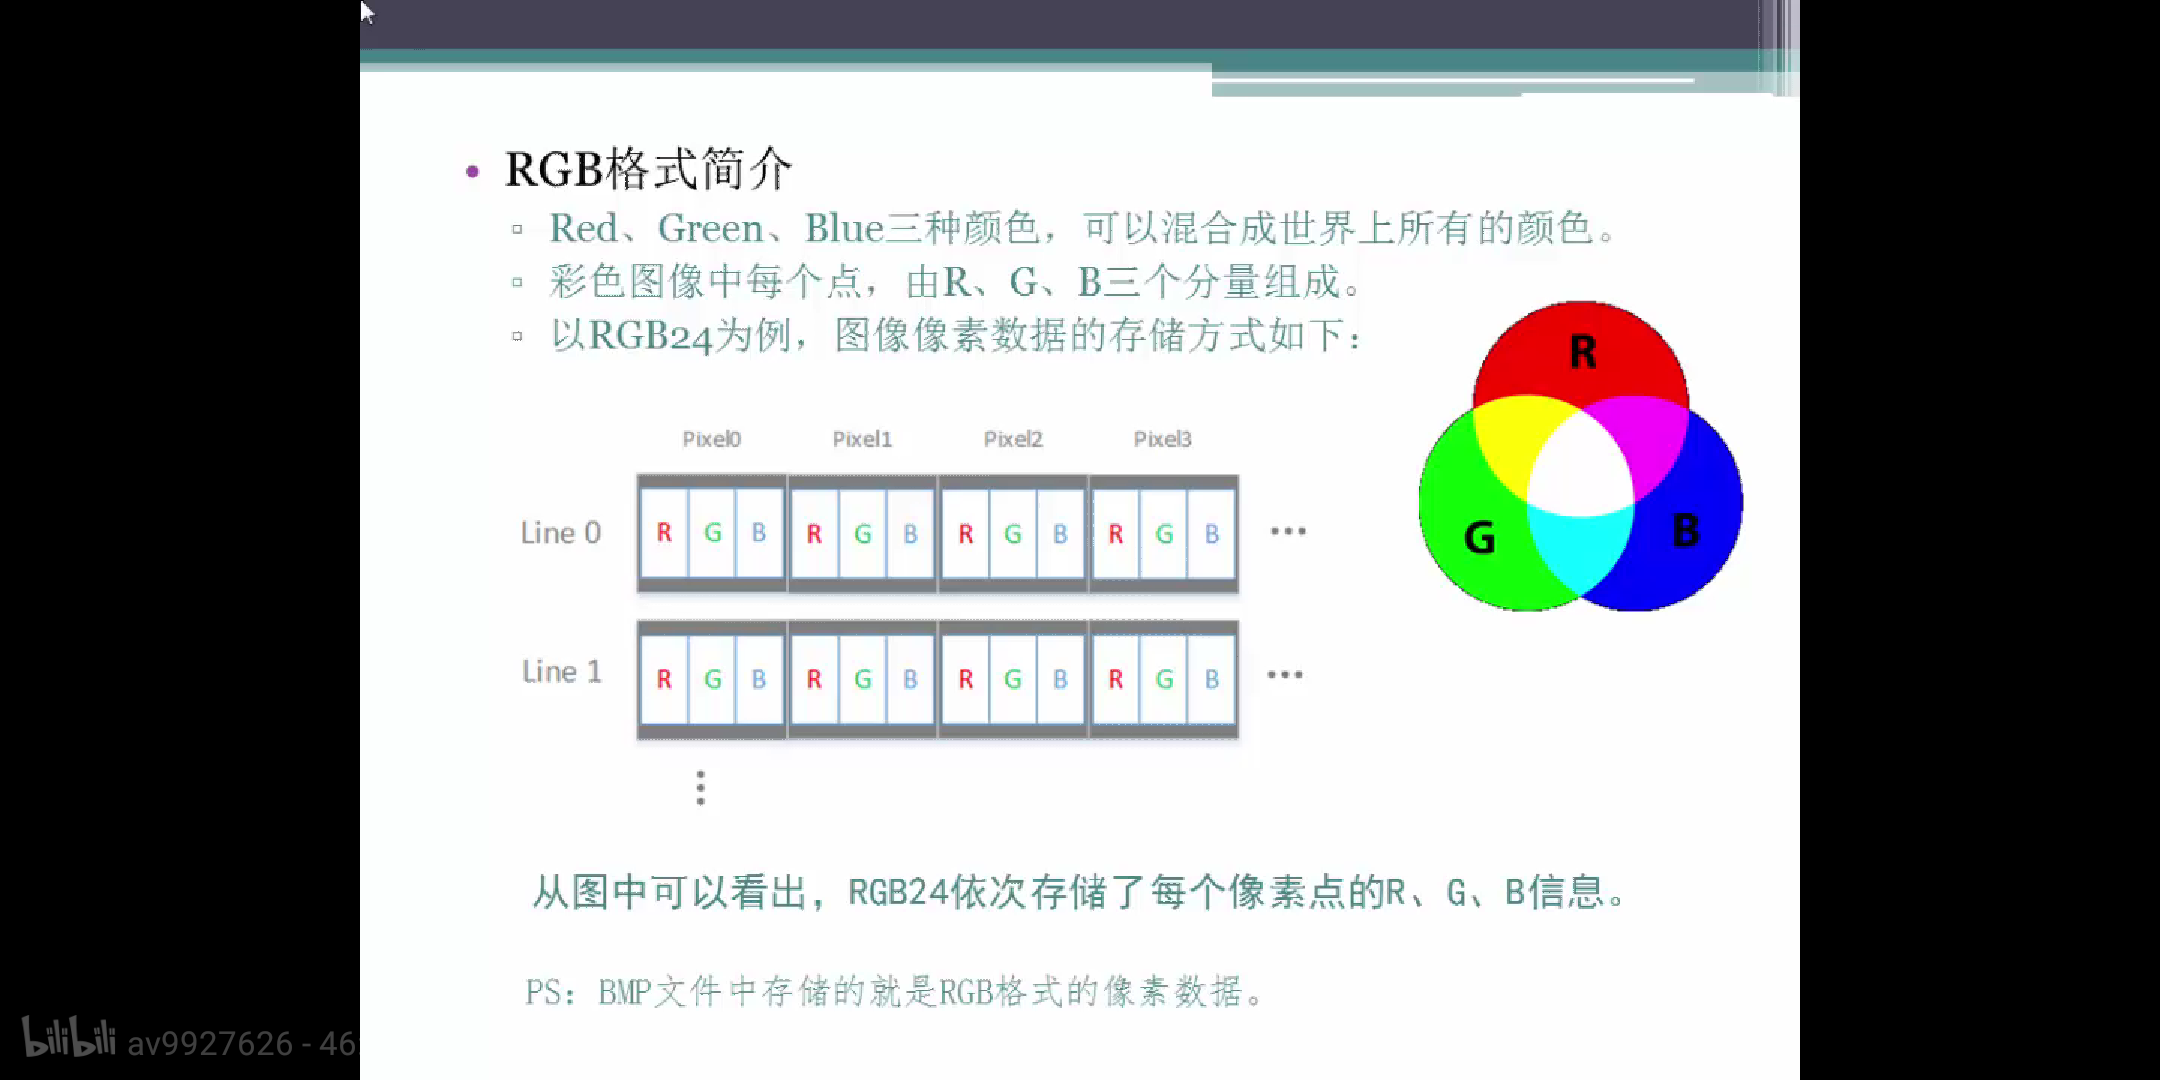 RGB格式简介
Red、Green、Blue三种颜色，可以混合成世界上所有的颜色。
彩色图像中每个点，由R、G、B三个分量组成。
以RGB24为例，图像像素数据的存储方式如下：
R
G
B
Pixel0 Pixel1 Pixel2 Pixel3
Line 0 R G B R G B R G B R G B ...
Line 1 R G B R G B R G B R G B ...
从图中可以看出，RGB24依次存储了每个像素点的R、G、B信息。
PS：BMP文件中存储的就是RGB格式的像素数据。
bilibili av9927626 - 46